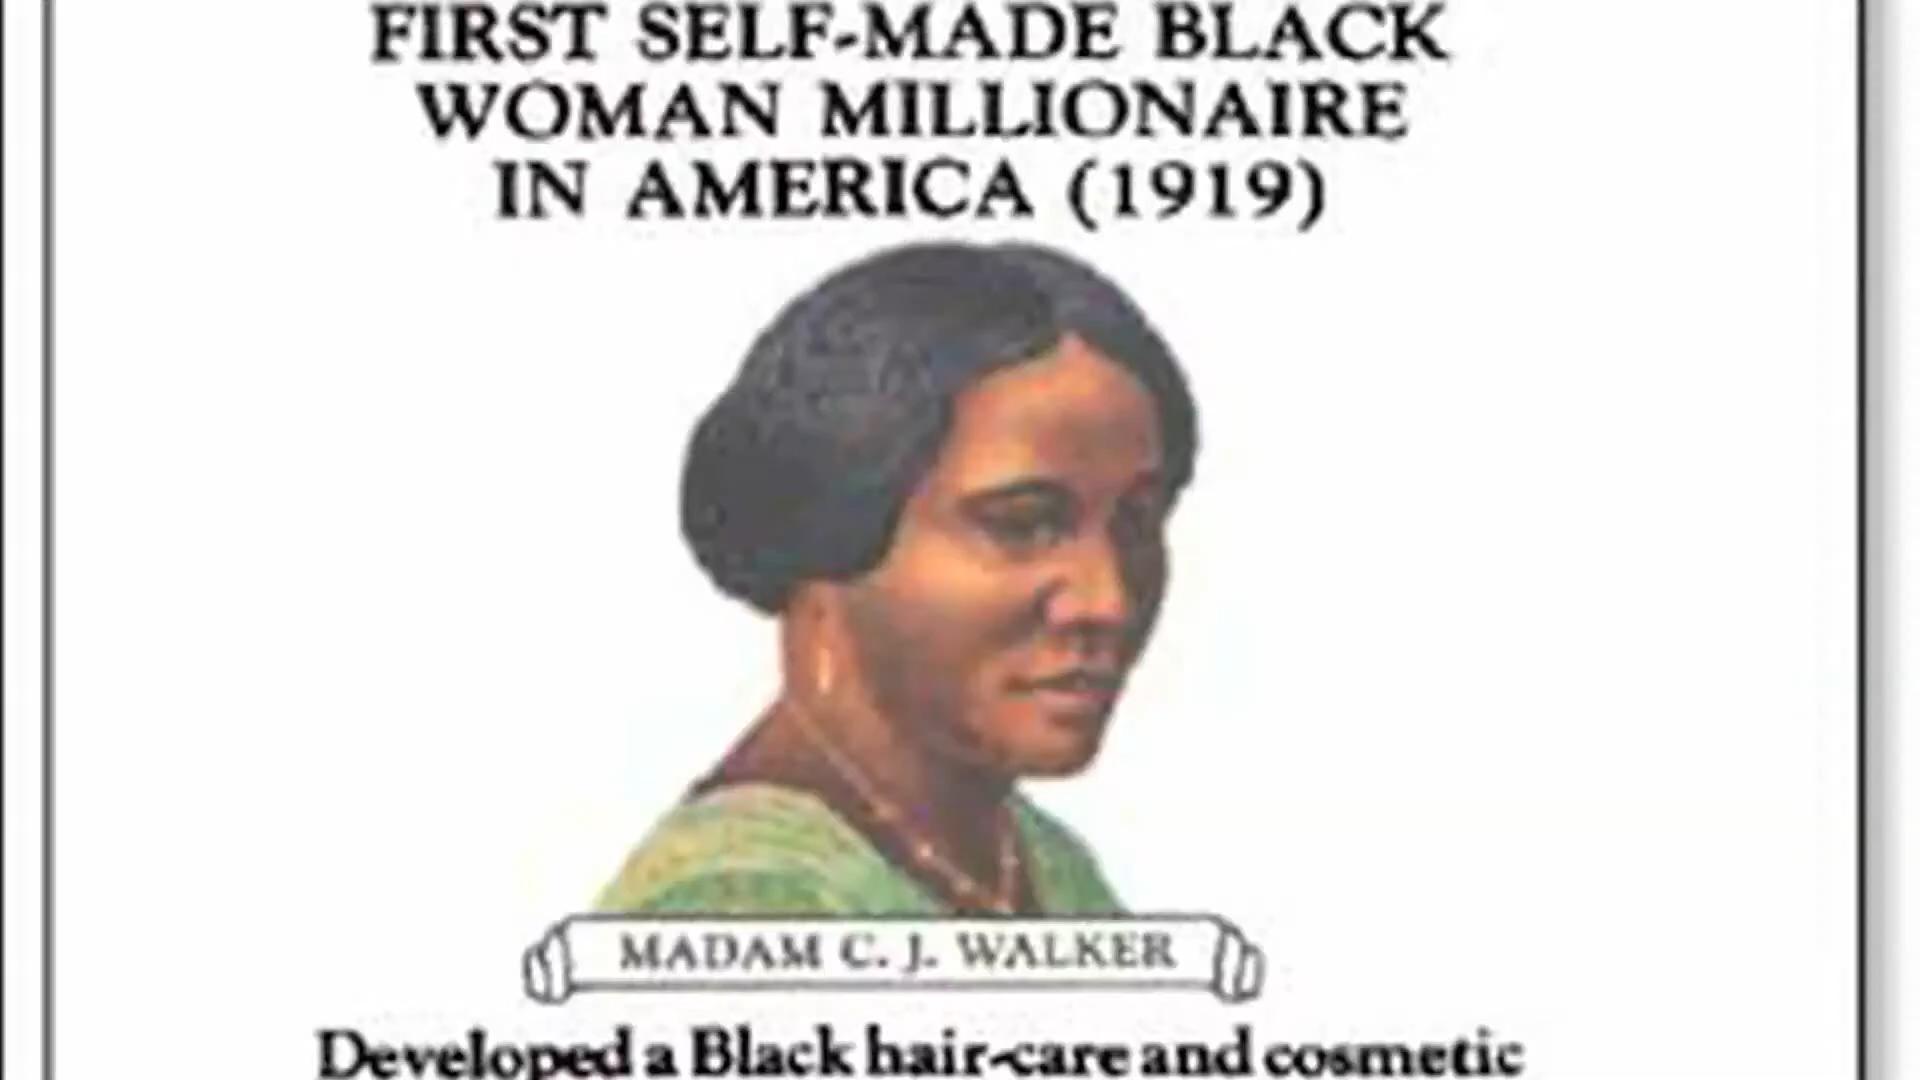 FIRST SELF-MADE BLACK
WOMAN MILLIONAIRE
IN AMERICA (1919)
MADAM C. J. WALKER
Developed a Black hair-care and cosmetic